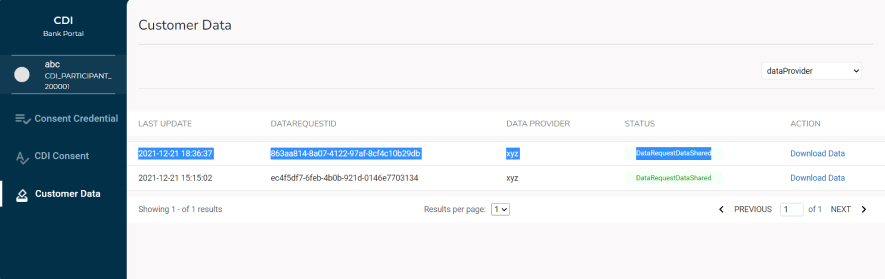 CDI
Bank Portal
abc
CDI_PARTICIPANT_
200001
Consent Credential
CDI Consent
Customer Data
Customer Data
dataProvider
LAST UPDATE DATAREQUESTID DATA PROVIDER STATUS ACTION
2021-12-21 18:36:37 863aa814-8a07-4122-97af-8cf4c10b29db xyz DataRequestDataShared Download Data
2021-12-21 15:15:02 ec4f5df7-6feb-4b0b-921d-0146e7703134 xyz DataRequestDataShared Download Data
Showing 1 - of 1 results Results per page: 1 PREVIOUS 1 of 1 NEXT